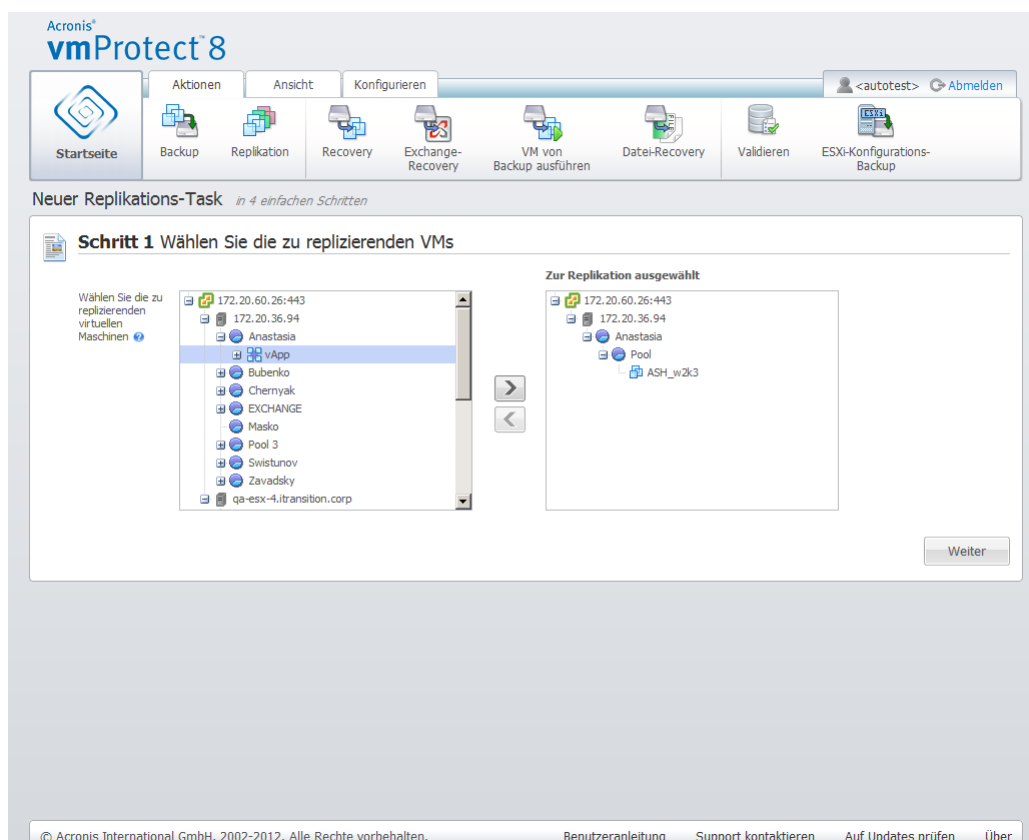 Acronis®
vmProtect™8
Aktionen
Ansicht
Konfigurieren
<autotest>
Abmelden
Startseite
Backup
Replikation
Recovery
Exchange-
Recovery
VM von
Backup ausführen
Datei-Recovery
Validieren
ESXi
ESXi-Konfigurations-
Backup
Neuer Replikations-Task in 4 einfachen Schritten
Schritt 1 Wählen Sie die zu replizierenden VMs
Wählen Sie die zu
replizierenden
virtuellen
Maschinen
172.20.60.26:443
172.20.36.94
Anastasia
vApp
Bubenko
Chernyak
EXCHANGE
Masko
Pool 3
Swistunov
Zavadsky
qa-esx-4.itransition.corp
Zur Replikation ausgewählt
172.20.60.26:443
172.20.36.94
Anastasia
Pool
ASH_w2k3
Weiter
© Acronis International GmbH, 2002-2012. Alle Rechte vorbehalten.
Benutzeranleitung
Support kontaktieren
Auf Updates prüfen
Über